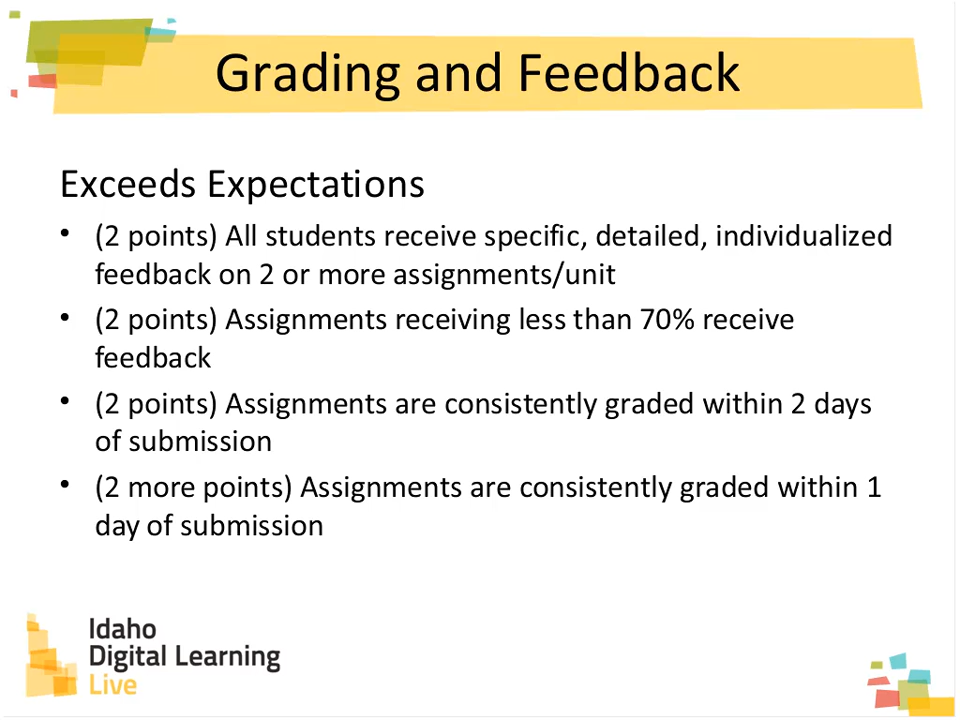 Grading and Feedback
Exceeds Expectations
• (2 points) All students receive specific, detailed, individualized
feedback on 2 or more assignments/unit
• (2 points) Assignments receiving less than 70% receive
feedback
• (2 points) Assignments are consistently graded within 2 days
of submission
• (2 more points) Assignments are consistently graded within 1
day of submission
Idaho
Digital Learning
Live